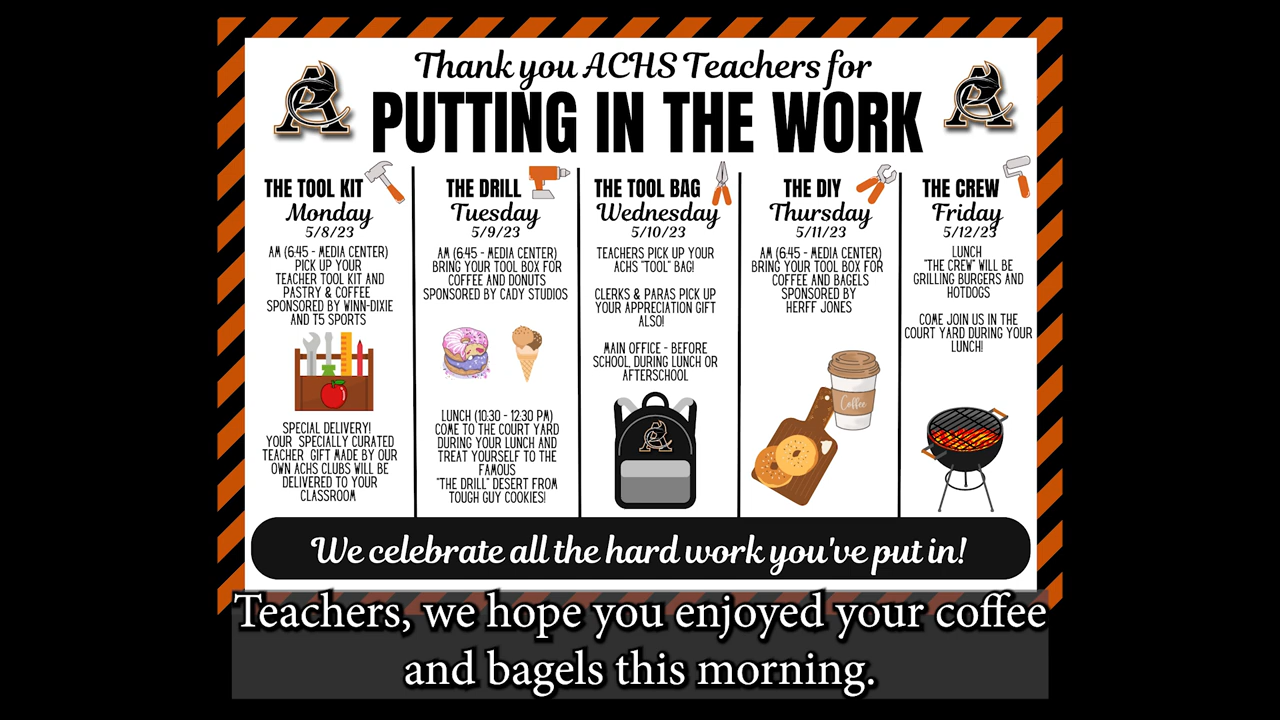 Thank you ACHS Teachers for
PUTTING IN THE WORK
THE TOOL KIT
Monday
5/8/23
AM (6:45 - MEDIA CENTER)
PICK UP YOUR
TEACHER TOOL KIT AND
PASTRY & COFFEE
SPONSORED BY WINN-DIXIE
AND T5 SPORTS
SPECIAL DELIVERY!
YOUR SPECIALLY CURATED
TEACHER GIFT MADE BY OUR
OWN ACHS CLUBS WILL BE
DELIVERED TO YOUR
CLASSROOM
THE DRILL
Tuesday
5/9/23
AM (6:45 - MEDIA CENTER)
BRING YOUR TOOL BOX FOR
COFFEE AND DONUTS
SPONSORED BY CADY STUDIOS
LUNCH (10:30 - 12:30 PM)
COME TO THE COURT YARD
DURING YOUR LUNCH AND
TREAT YOURSELF TO THE
FAMOUS
"THE DRILL" DESERT FROM
TOUGH GUY COOKIES!
THE TOOL BAG
Wednesday
5/10/23
TEACHERS PICK UP YOUR
ACHS "TOOL" BAG!
CLERKS & PARAS PICK UP
YOUR APPRECIATION GIFT
ALSO!
MAIN OFFICE - BEFORE
SCHOOL, DURING LUNCH OR
AFTERSCHOOL
THE DIY
Thursday
5/11/23
AM (6:45 - MEDIA CENTER)
BRING YOUR TOOL BOX FOR
COFFEE AND BAGELS
SPONSORED BY
HERFF JONES
Coffee
THE CREW
Friday
5/12/23
LUNCH
"THE CREW" WILL BE
GRILLING BURGERS AND
HOTDOGS
COME JOIN US IN THE
COURT YARD DURING YOUR
LUNCH!
We celebrate all the hard work you've put in!
Teachers, we hope you enjoyed your coffee
and bagels this morning.